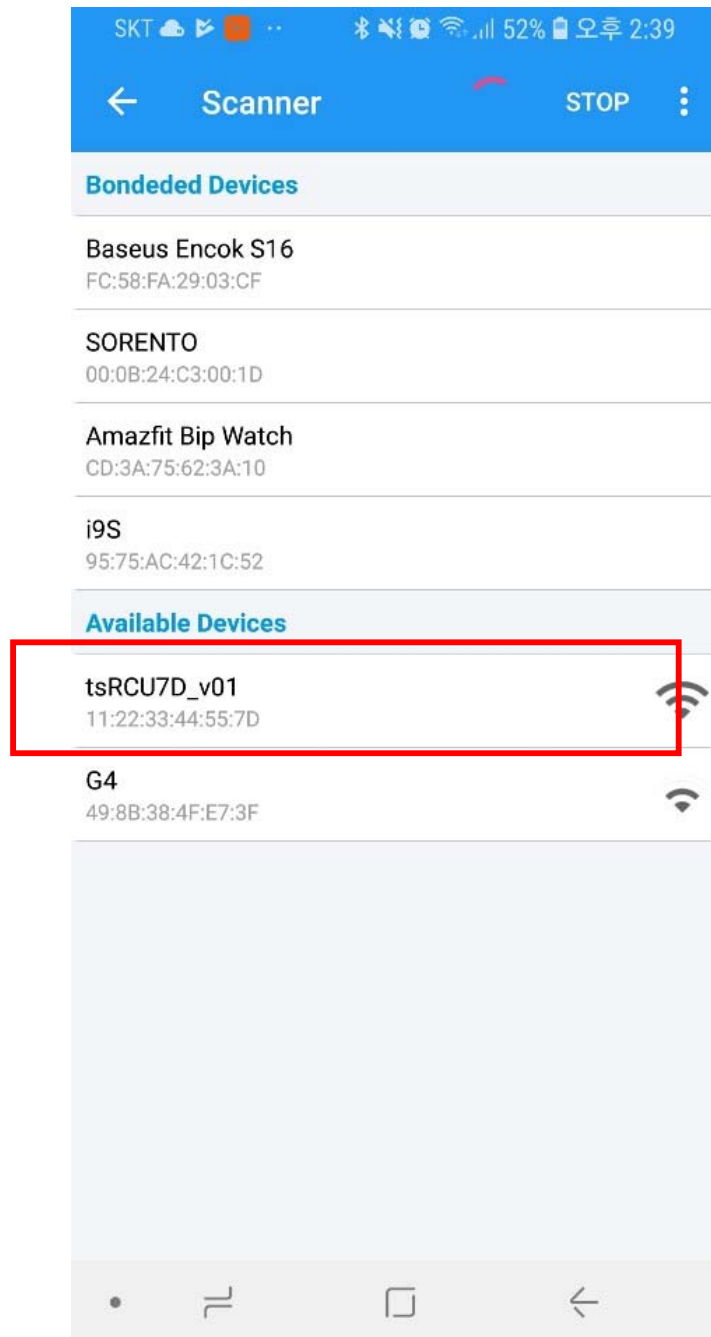 SKT 52% 오후 2:39
Scanner STOP
Bondeded Devices
Baseus Encok S16
FC:58:FA:29:03:CF
SORENTO
00:0B:24:C3:00:1D
Amazfit Bip Watch
CD:3A:75:62:3A:10
i9S
95:75:AC:42:1C:52
Available Devices
tsRCU7D_v01
11:22:33:44:55:7D
G4
49:8B:38:4F:E7:3F